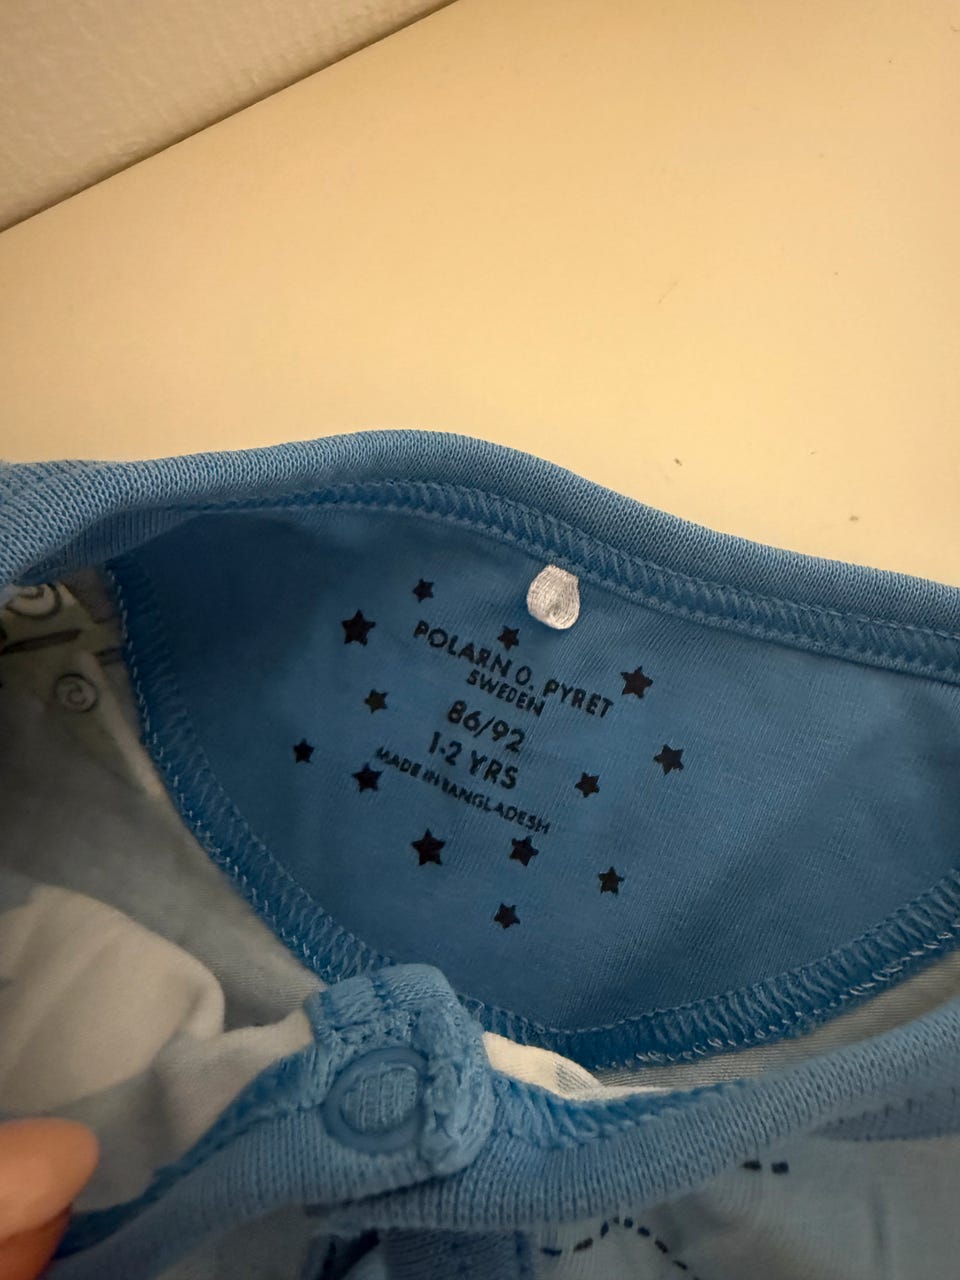 POLARN O. PYRET
SWEDEN
86/92
1-2 YRS
MADE IN BANGLADESH